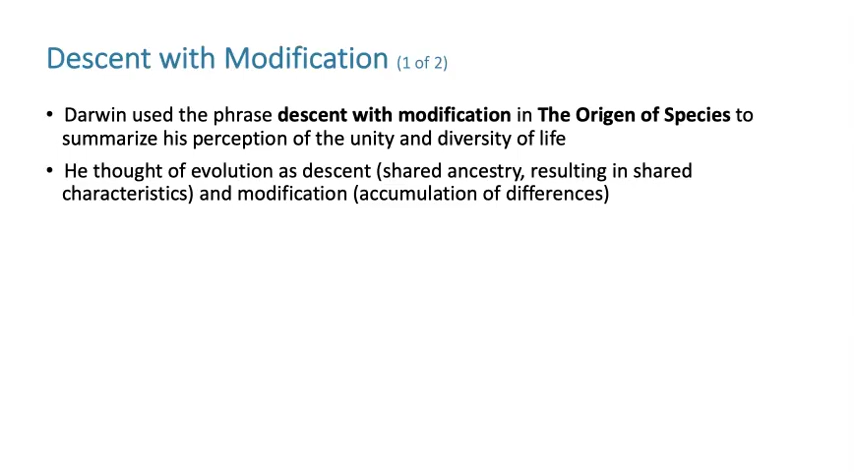 Descent with Modification (1 of 2)
• Darwin used the phrase descent with modification in The Origen of Species to
summarize his perception of the unity and diversity of life
• He thought of evolution as descent (shared ancestry, resulting in shared
characteristics) and modification (accumulation of differences)